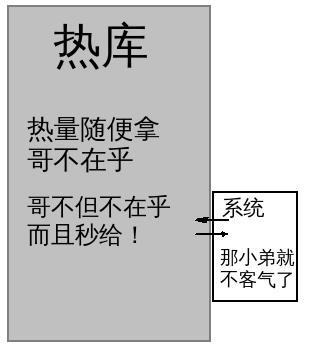 热库
热量随便拿
哥不在乎
哥不但不在乎
而且秒给！
系统
那小弟就
不客气了